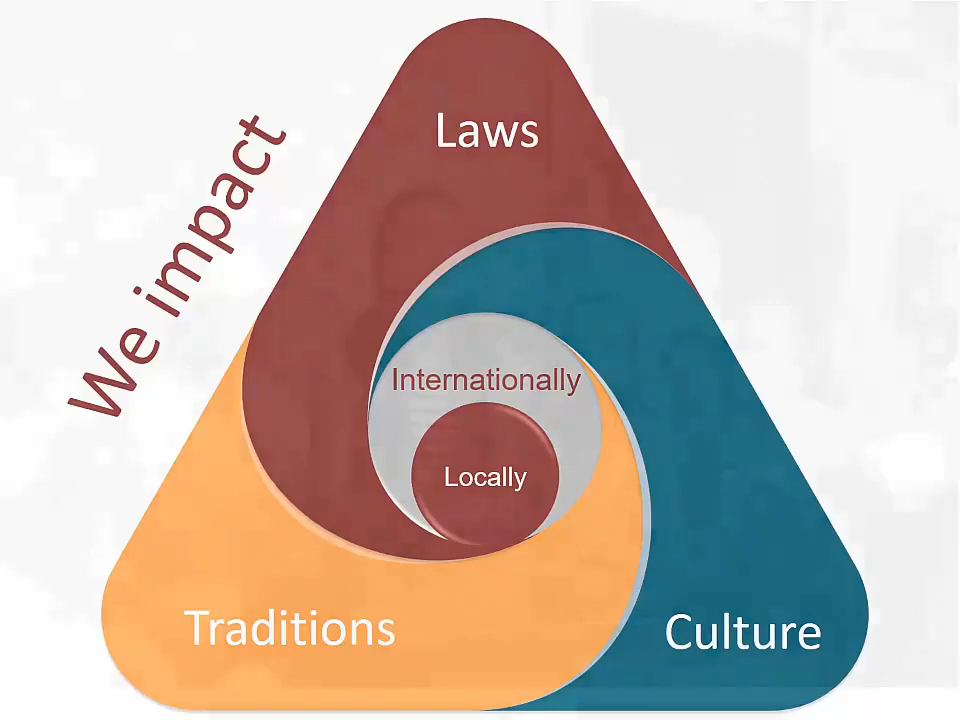 We impact
Laws
Internationally
Locally
Traditions
Culture